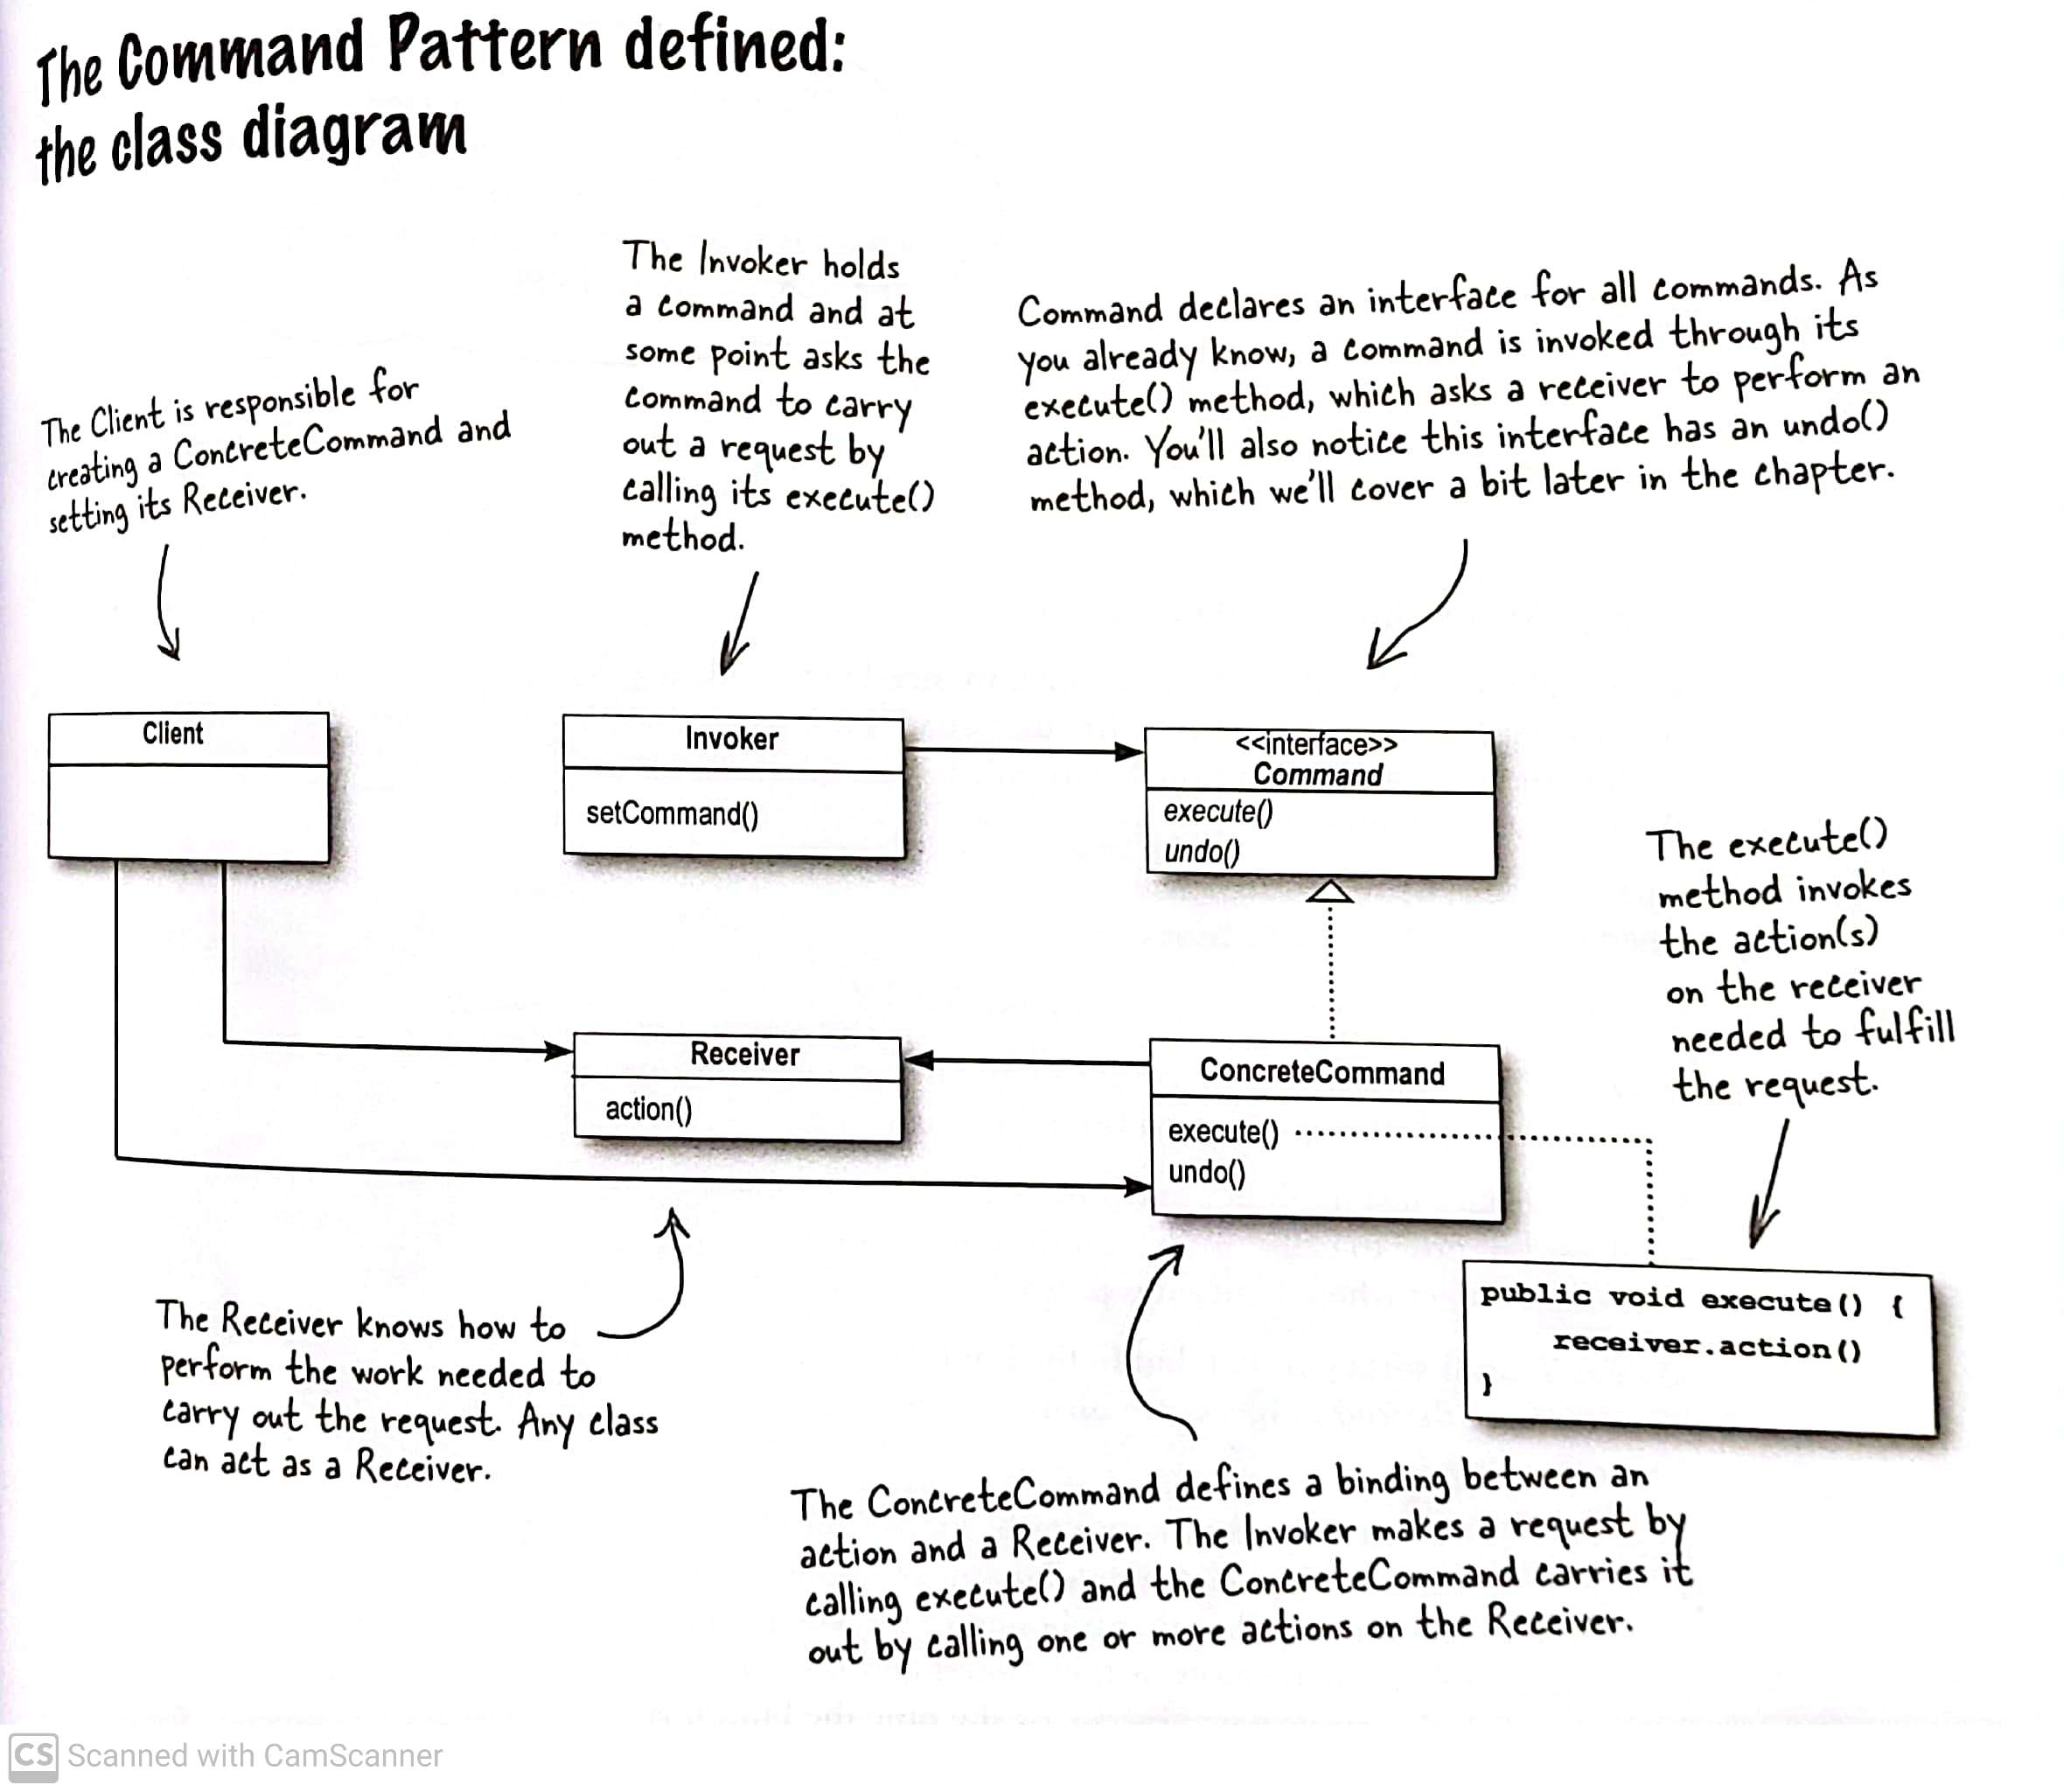 The Command Pattern defined:
the class diagram
The Client is responsible for
creating a ConcreteCommand and
setting its Receiver.
The Invoker holds
a command and at
some point asks the
command to carry
out a request by
calling its execute()
method.
Command declares an interface for all commands. As
you already know, a command is invoked through its
execute() method, which asks a receiver to perform an
action. You'll also notice this interface has an undo()
method, which we'll cover a bit later in the chapter.
Client
Invoker
setCommand()
<<interface>>
Command
execute()
undo()
The execute()
method invokes
the action(s)
on the receiver
needed to fulfill
the request.
Receiver
action()
ConcreteCommand
execute()
undo()
public void execute() {
receiver.action()
}
The Receiver knows how to
perform the work needed to
carry out the request. Any class
can act as a Receiver.
The ConcreteCommand defines a binding between an
action and a Receiver. The Invoker makes a request by
calling execute() and the ConcreteCommand carries it
out by calling one or more actions on the Receiver.
CS Scanned with CamScanner